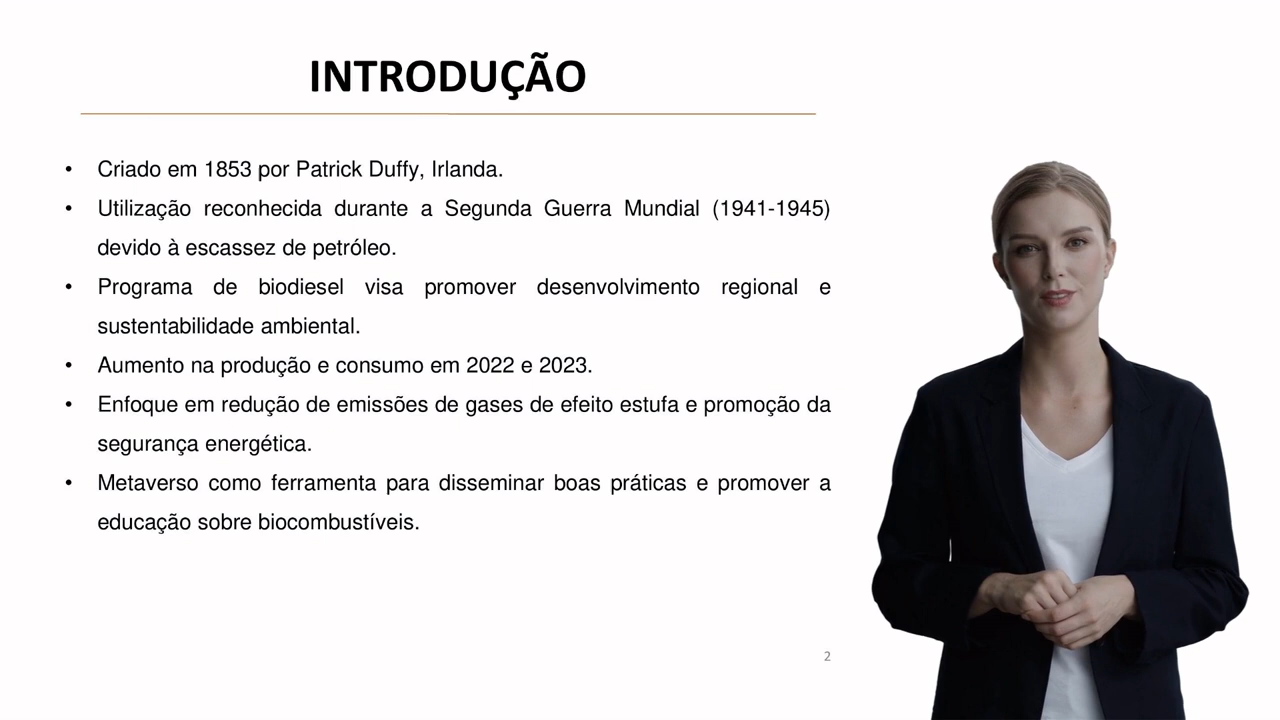 INTRODUÇÃO
• Criado em 1853 por Patrick Duffy, Irlanda.
• Utilização reconhecida durante a Segunda Guerra Mundial (1941-1945)
devido à escassez de petróleo.
• Programa de biodiesel visa promover desenvolvimento regional e
sustentabilidade ambiental.
• Aumento na produção e consumo em 2022 e 2023.
• Enfoque em redução de emissões de gases de efeito estufa e promoção da
segurança energética.
• Metaverso como ferramenta para disseminar boas práticas e promover a
educação sobre biocombustíveis.
2